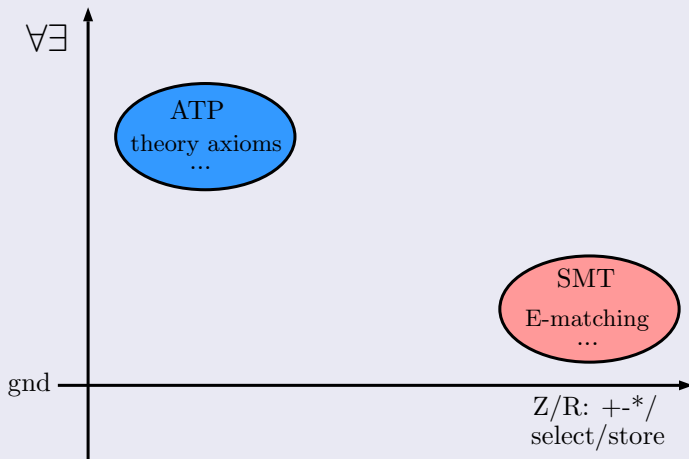 ∀∃
ATP
theory axioms
...
SMT
E-matching
...
gnd
Z/R: +-*/
select/store